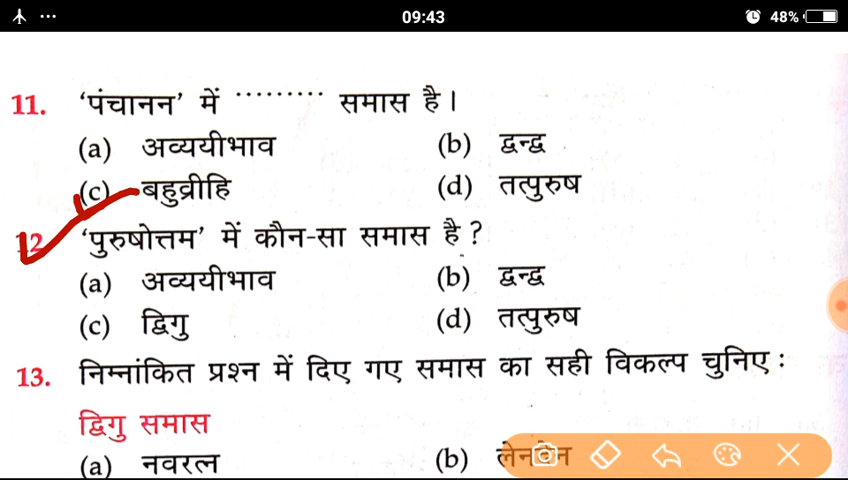 09:43
48%
11. ‘पंचानन’ में ········· समास है।
(a) अव्ययीभाव (b) द्वन्द्व
(c) बहुव्रीहि (d) तत्पुरुष
12 ‘पुरुषोत्तम’ में कौन-सा समास है?
(a) अव्ययीभाव (b) द्वन्द्व
(c) द्विगु (d) तत्पुरुष
13. निम्नांकित प्रश्न में दिए गए समास का सही विकल्प चुनिए:
द्विगु समास
(a) नवरत्न (b)